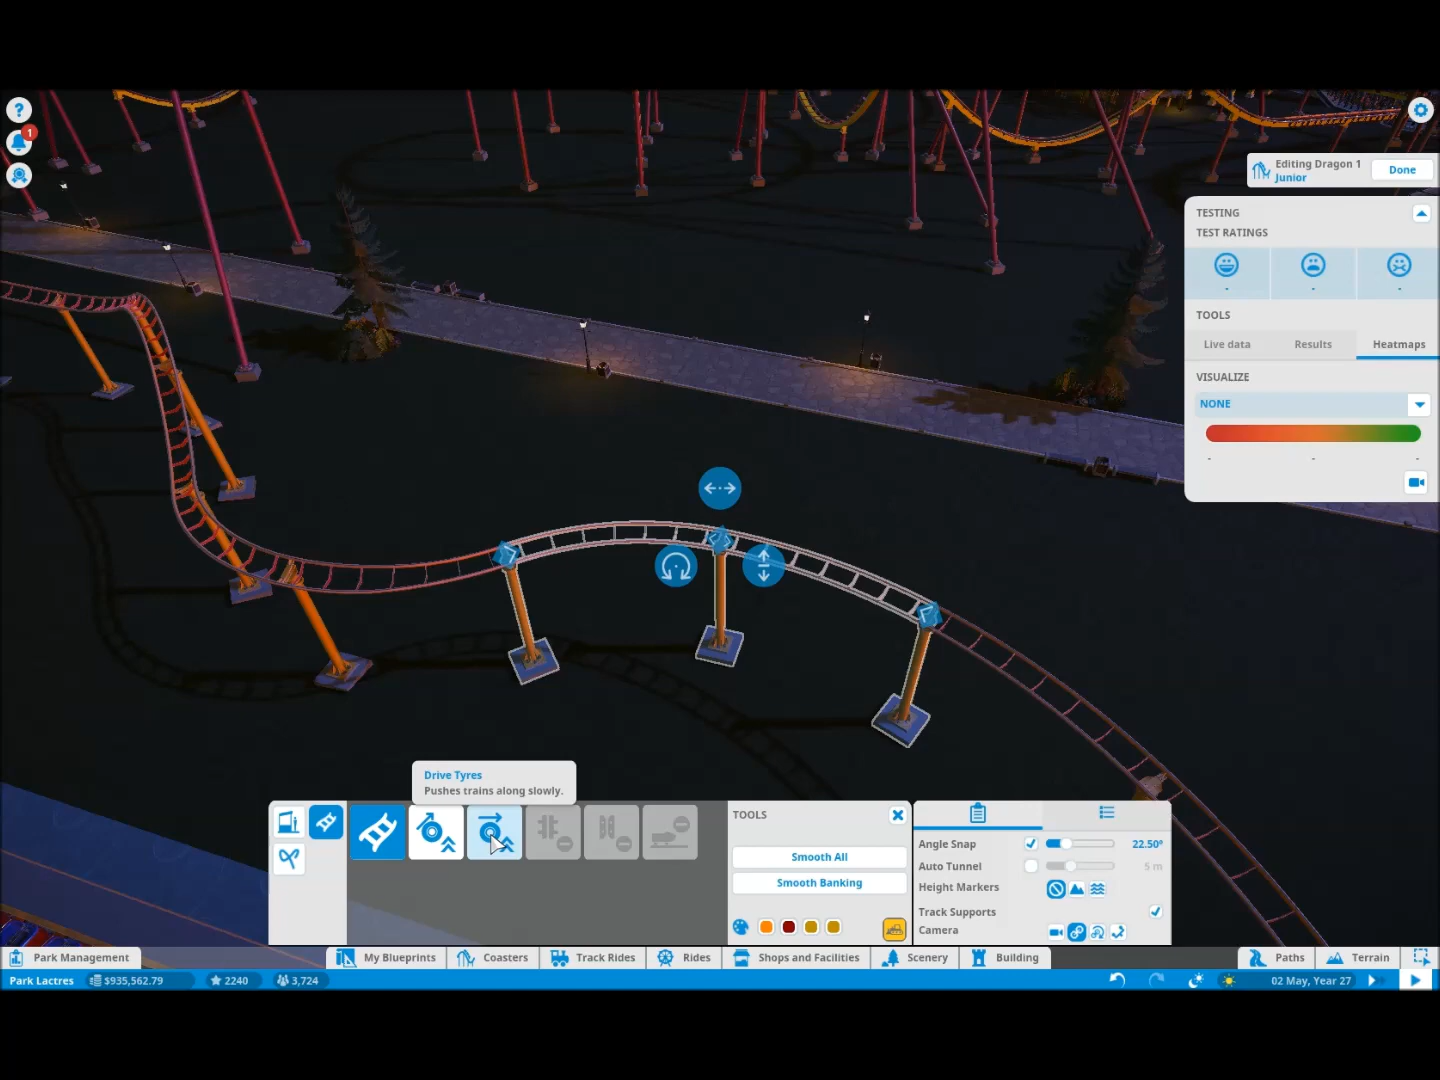 ?
1
Editing Dragon 1
Junior
Done
TESTING
TEST RATINGS
- - -
TOOLS
Live data Results Heatmaps
VISUALIZE
NONE
- - -
Drive Tyres
Pushes trains along slowly.
TOOLS
Smooth All
Smooth Banking
Angle Snap 22.50°
Auto Tunnel 5 m
Height Markers
Track Supports
Camera
Park Management My Blueprints Coasters Track Rides Rides Shops and Facilities Scenery Building Paths Terrain
Park Lactres $935,562.79 2240 3,724 02 May, Year 27